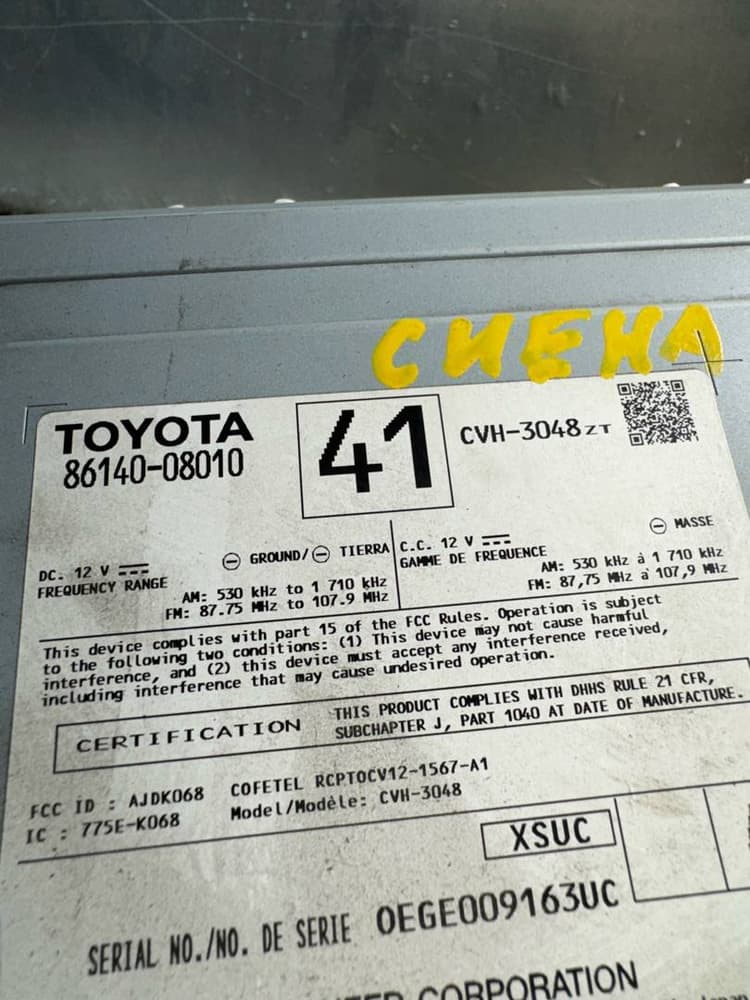 СИЕНА
TOYOTA
86140-08010
41
CVH-3048ZT
DC. 12 V
GROUND/ TIERRA
FREQUENCY RANGE
AM: 530 kHz to 1 710 kHz
FM: 87.75 MHz to 107.9 MHz
C.C. 12 V
MASSE
GAMME DE FREQUENCE
AM: 530 kHz à 1 710 kHz
FM: 87,75 MHz à 107,9 MHz
This device complies with part 15 of the FCC Rules. Operation is subject
to the following two conditions: (1) This device may not cause harmful
interference, and (2) this device must accept any interference received,
including interference that may cause undesired operation.
CERTIFICATION
THIS PRODUCT COMPLIES WITH DHHS RULE 21 CFR,
SUBCHAPTER J, PART 1040 AT DATE OF MANUFACTURE.
FCC ID : AJDK068
IC : 775E-K068
COFETEL RCPTOCV12-1567-A1
Model/Modèle: CVH-3048
XSUC
SERIAL NO./NO. DE SERIE OEGE009163UC
CORPORATION